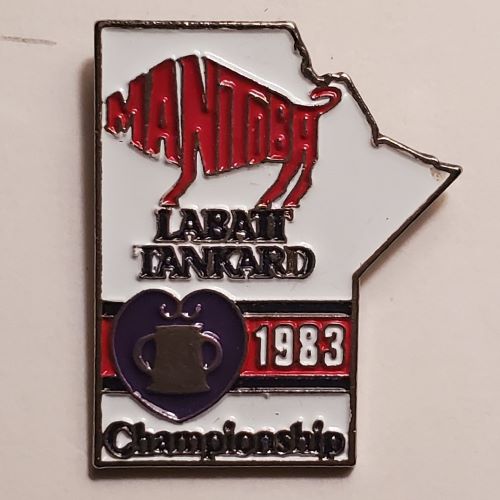 MANITOBA
LABATT
TANKARD
1983
Championship